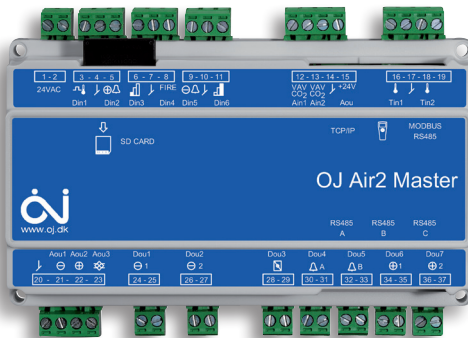 1 - 2
3 - 4 - 5
6 - 7 - 8
9 - 10 - 11
12 - 13 - 14 - 15
16 - 17 - 18 - 19
24VAC
FIRE
VAV VAV +24V
CO2 CO2
Din1 Din2 Din3 Din4 Din5 Din6 Ain1 Ain2 Aou Tin1 Tin2
SD CARD
TCP/IP
MODBUS
RS485
OJ Air2 Master
OJ
www.oj.dk
RS485 RS485 RS485
A B C
Aou1 Aou2 Aou3 Dou1 Dou2 Dou3 Dou4 Dou5 Dou6 Dou7
1 2 A B 1 2
20 - 21 - 22 - 23
24 - 25
26 - 27
28 - 29
30 - 31
32 - 33
34 - 35
36 - 37